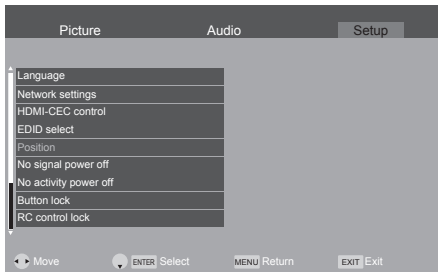 Picture Audio Setup
Language
Network settings
HDMI-CEC control
EDID select
Position
No signal power off
No activity power off
Button lock
RC control lock
Move ENTER Select MENU Return EXIT Exit